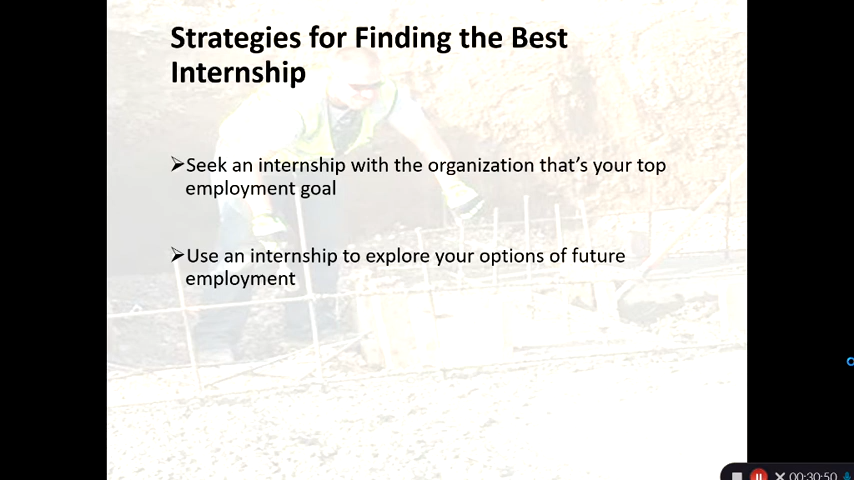 Strategies for Finding the Best
Internship
➢Seek an internship with the organization that's your top
employment goal
➢Use an internship to explore your options of future
employment
00:30:50